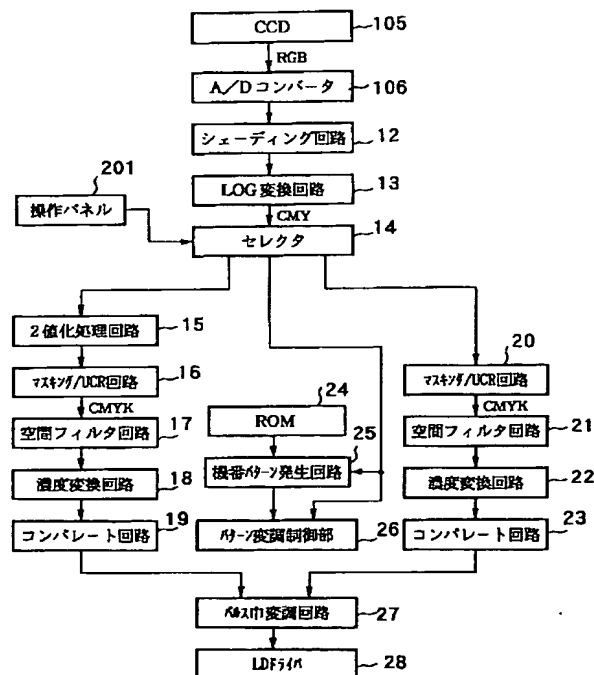 CCD
105
RGB
A/Dコンバータ
106
シェーディング回路
12
201
LOG変換回路
13
操作パネル
CMY
セレクタ
14
2値化処理回路
15
20
マスキング/UCR回路
16
24
マスキング/UCR回路
CMYK
CMYK
ROM
空間フィルタ回路
17
25
空間フィルタ回路
21
機番パターン発生回路
濃度変換回路
18
濃度変換回路
22
19
23
コンパレート回路
パターン変調制御部
26
コンパレート回路
パルス巾変調回路
27
LDドライバ
28